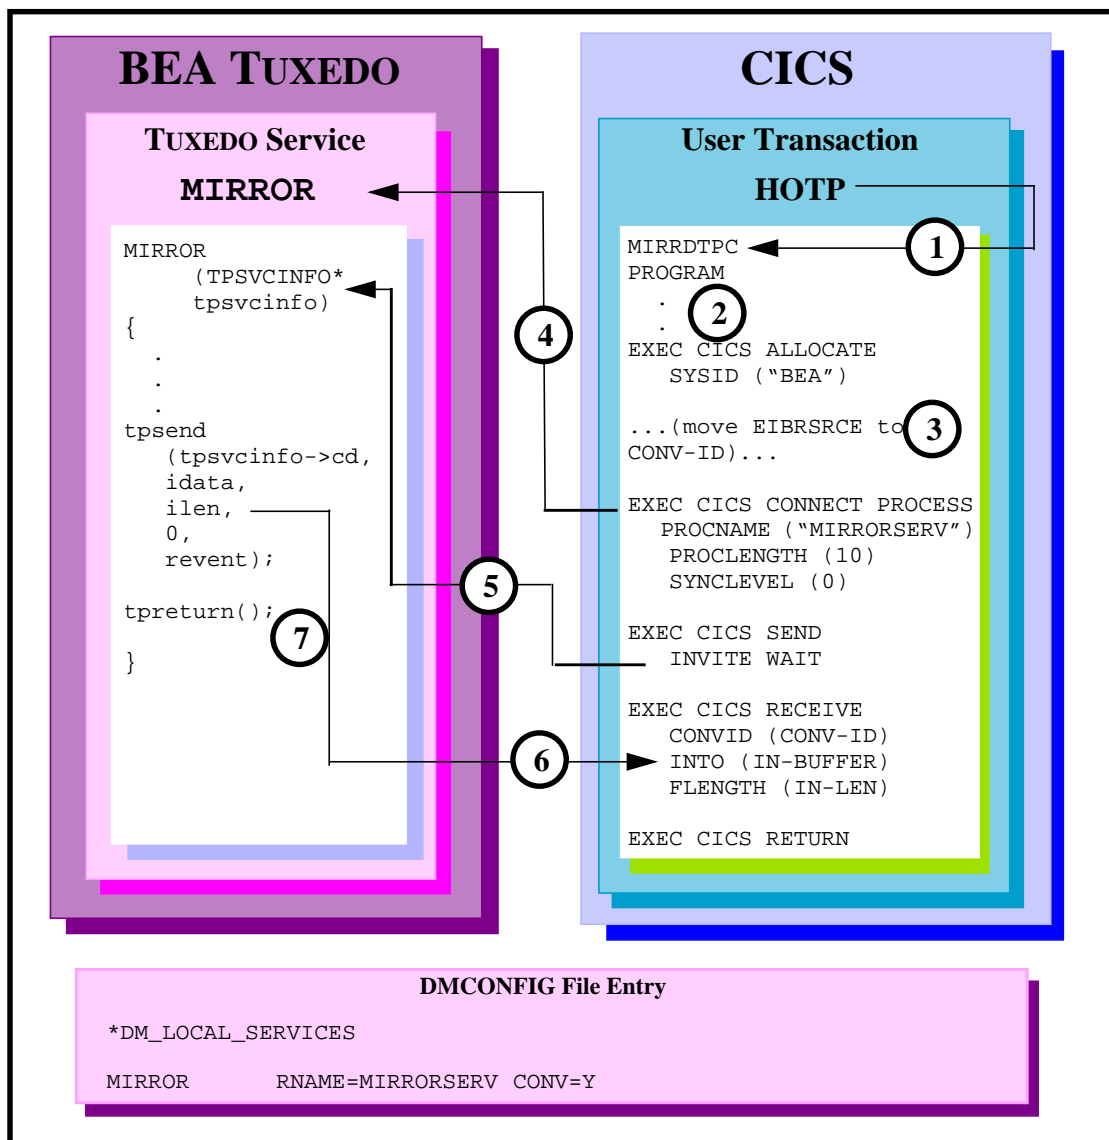 BEA TUXEDO
TUXEDO Service
MIRROR
MIRROR
(TPSVCINFO*
tpsvcinfo)
{
.
.
.
tpsend
(tpsvcinfo->cd,
idata,
ilen,
0,
revent);
tpreturn();
7
}
4
5
6
CICS
User Transaction
HOTP
1
MIRRDTPC
PROGRAM
.
2
.
EXEC CICS ALLOCATE
SYSID (“BEA”)
...(move EIBRSRCE to
3
CONV-ID)...
EXEC CICS CONNECT PROCESS
PROCNAME (“MIRRORSERV”)
PROCLENGTH (10)
SYNCLEVEL (0)
EXEC CICS SEND
INVITE WAIT
EXEC CICS RECEIVE
CONVID (CONV-ID)
INTO (IN-BUFFER)
FLENGTH (IN-LEN)
EXEC CICS RETURN
DMCONFIG File Entry
*DM_LOCAL_SERVICES
MIRROR RNAME=MIRRORSERV CONV=Y